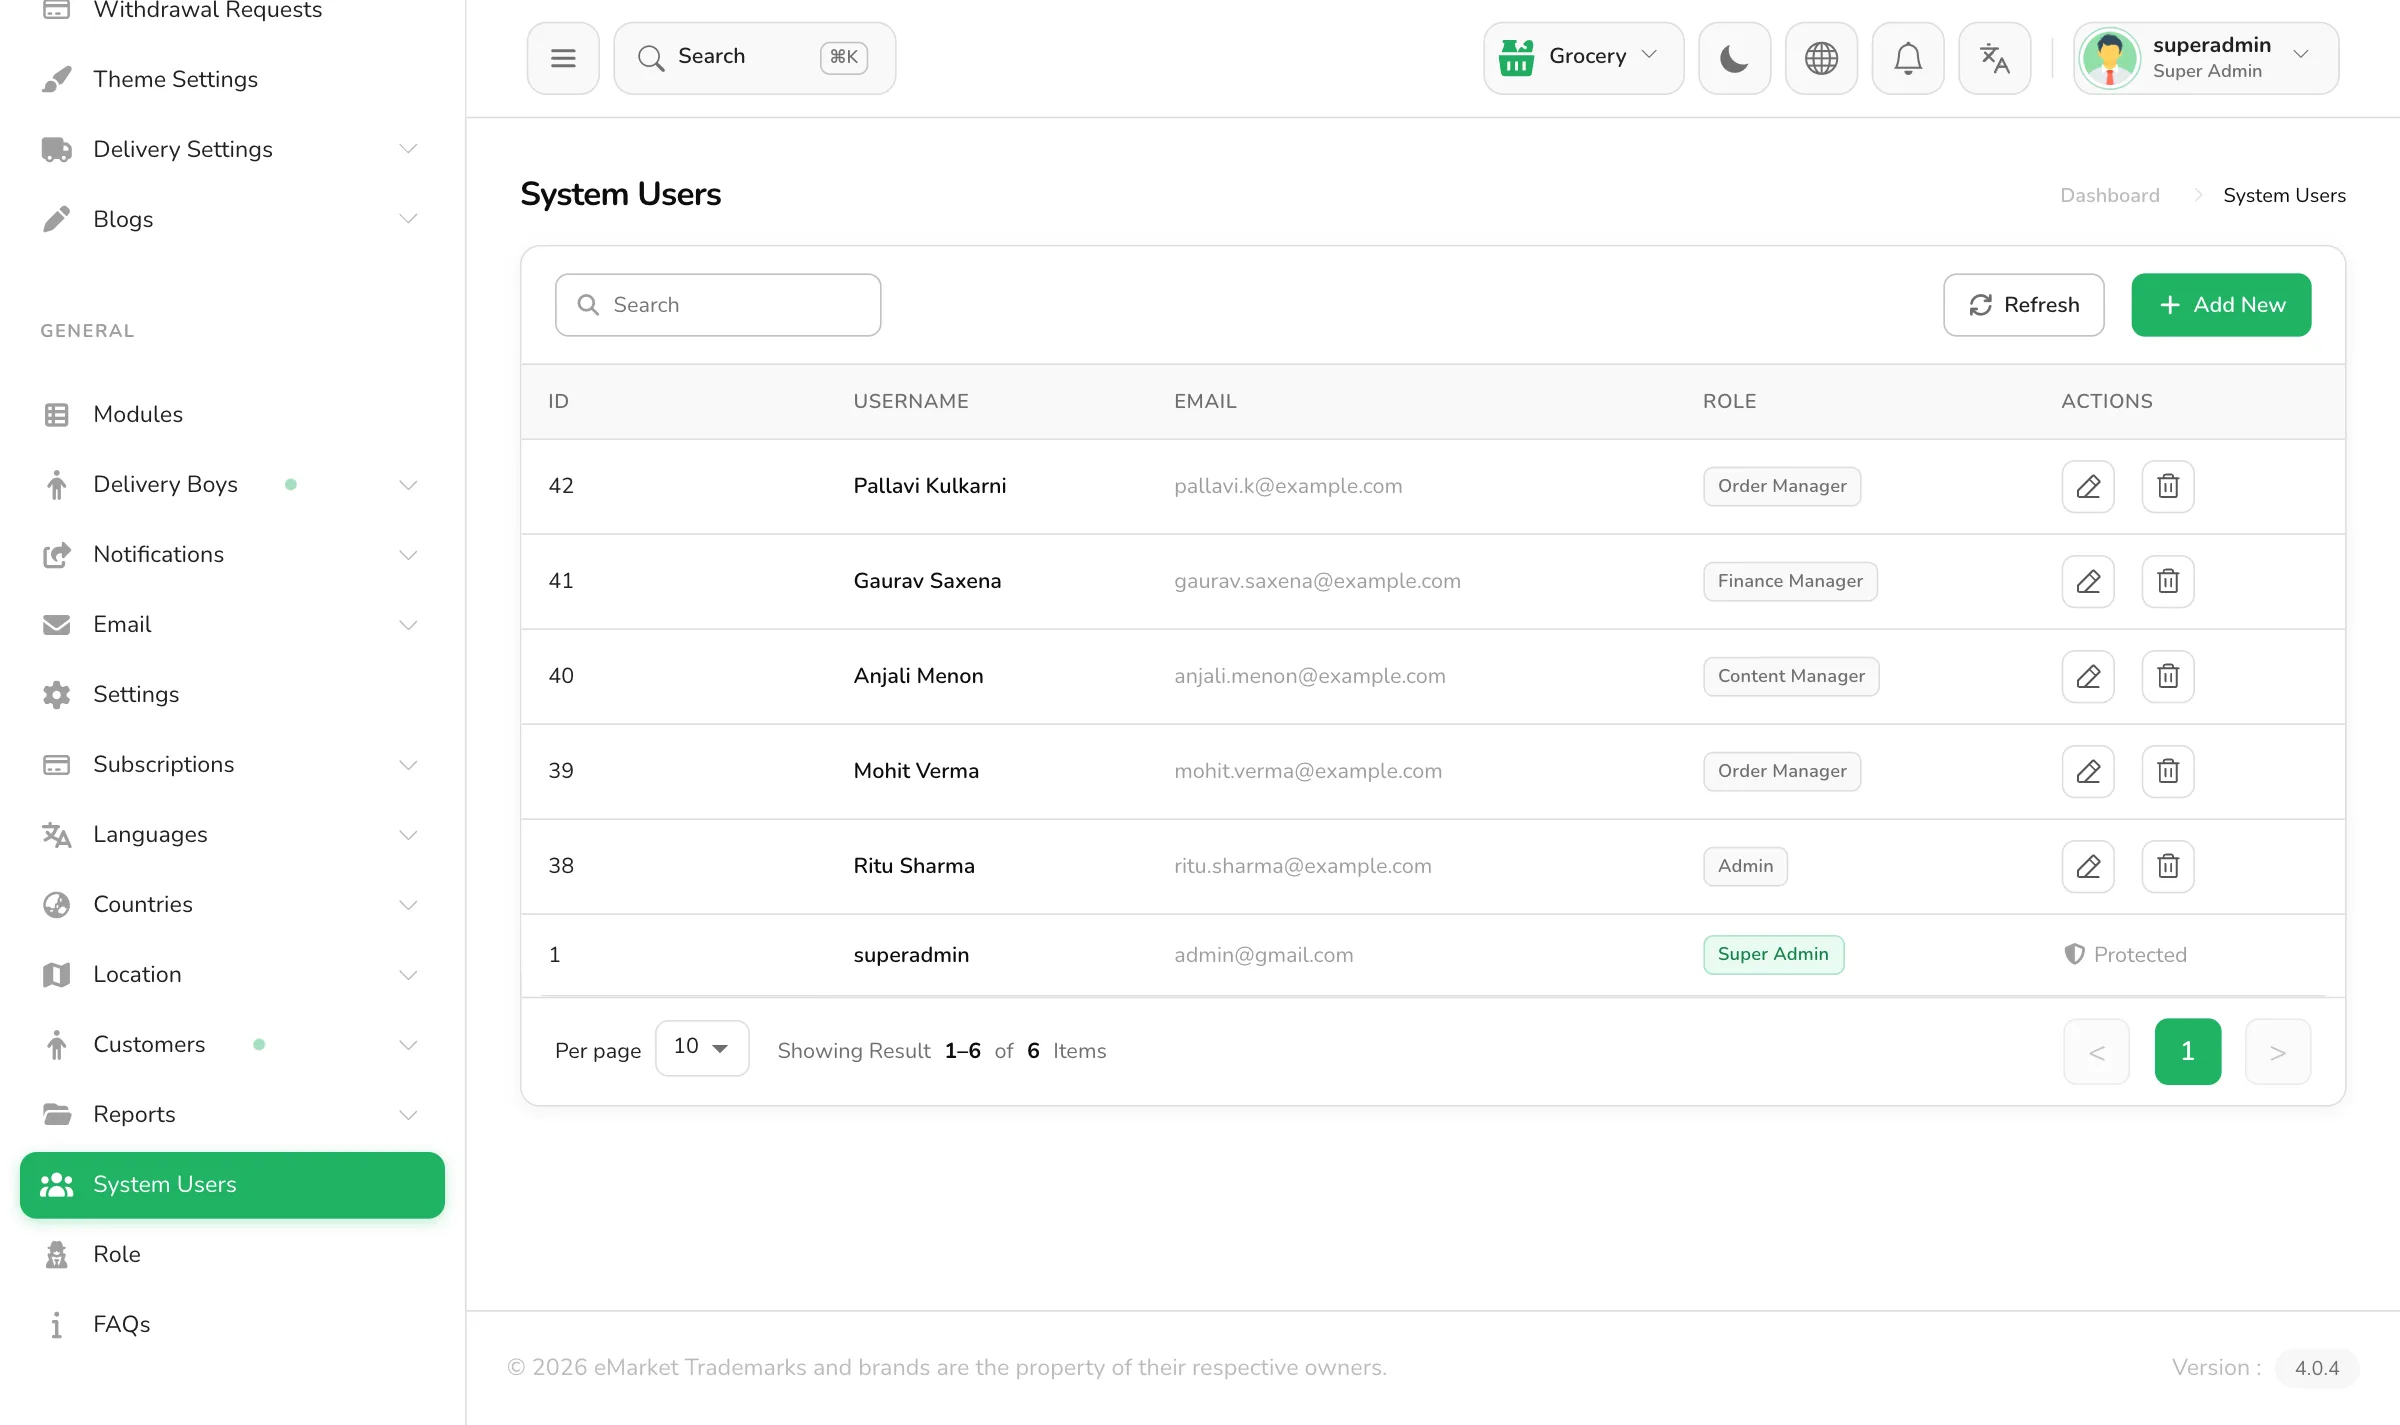 Withdrawal Requests
Theme Settings
Delivery Settings
Blogs
GENERAL
Modules
Delivery Boys
Notifications
Email
Settings
Subscriptions
Languages
Countries
Location
Customers
Reports
System Users
Role
FAQs
Search ⌘K
Grocery
superadmin
Super Admin
System Users
Dashboard > System Users
Search
Refresh
+ Add New
ID USERNAME EMAIL ROLE ACTIONS
42 Pallavi Kulkarni pallavi.k@example.com Order Manager
41 Gaurav Saxena gaurav.saxena@example.com Finance Manager
40 Anjali Menon anjali.menon@example.com Content Manager
39 Mohit Verma mohit.verma@example.com Order Manager
38 Ritu Sharma ritu.sharma@example.com Admin
1 superadmin admin@gmail.com Super Admin Protected
Per page 10 Showing Result 1–6 of 6 Items < 1 >
© 2026 eMarket Trademarks and brands are the property of their respective owners.
Version : 4.0.4